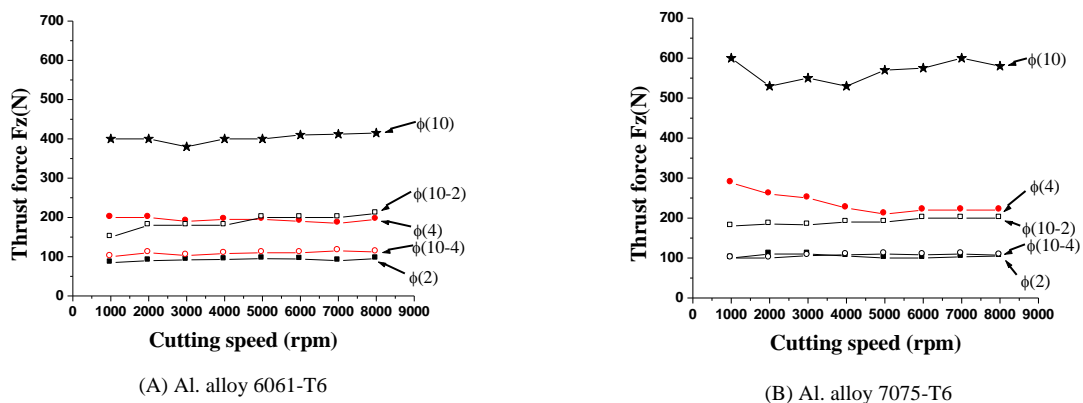 700
600
500
400
300
200
100
0
Thrust force Fz(N)
0 1000 2000 3000 4000 5000 6000 7000 8000 9000
Cutting speed (rpm)
ϕ(10)
ϕ(10-2)
ϕ(4)
ϕ(10-4)
ϕ(2)
(A) Al. alloy 6061-T6
700
600
500
400
300
200
100
0
Thrust force Fz(N)
0 1000 2000 3000 4000 5000 6000 7000 8000 9000
Cutting speed (rpm)
ϕ(10)
ϕ(4)
ϕ(10-2)
ϕ(10-4)
ϕ(2)
(B) Al. alloy 7075-T6